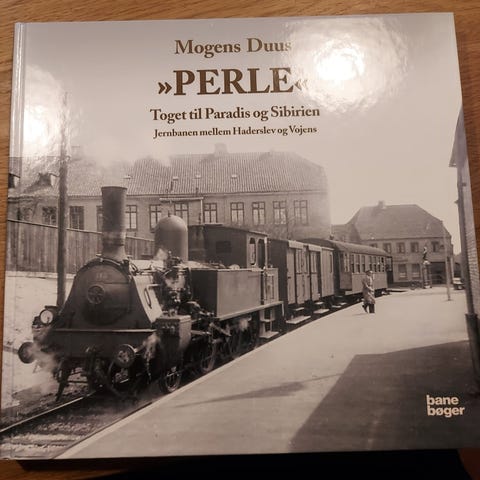 Mogens Duus
»PERLE«
Toget til Paradis og Sibirien
Jernbanen mellem Haderslev og Vojens
bane
bøger